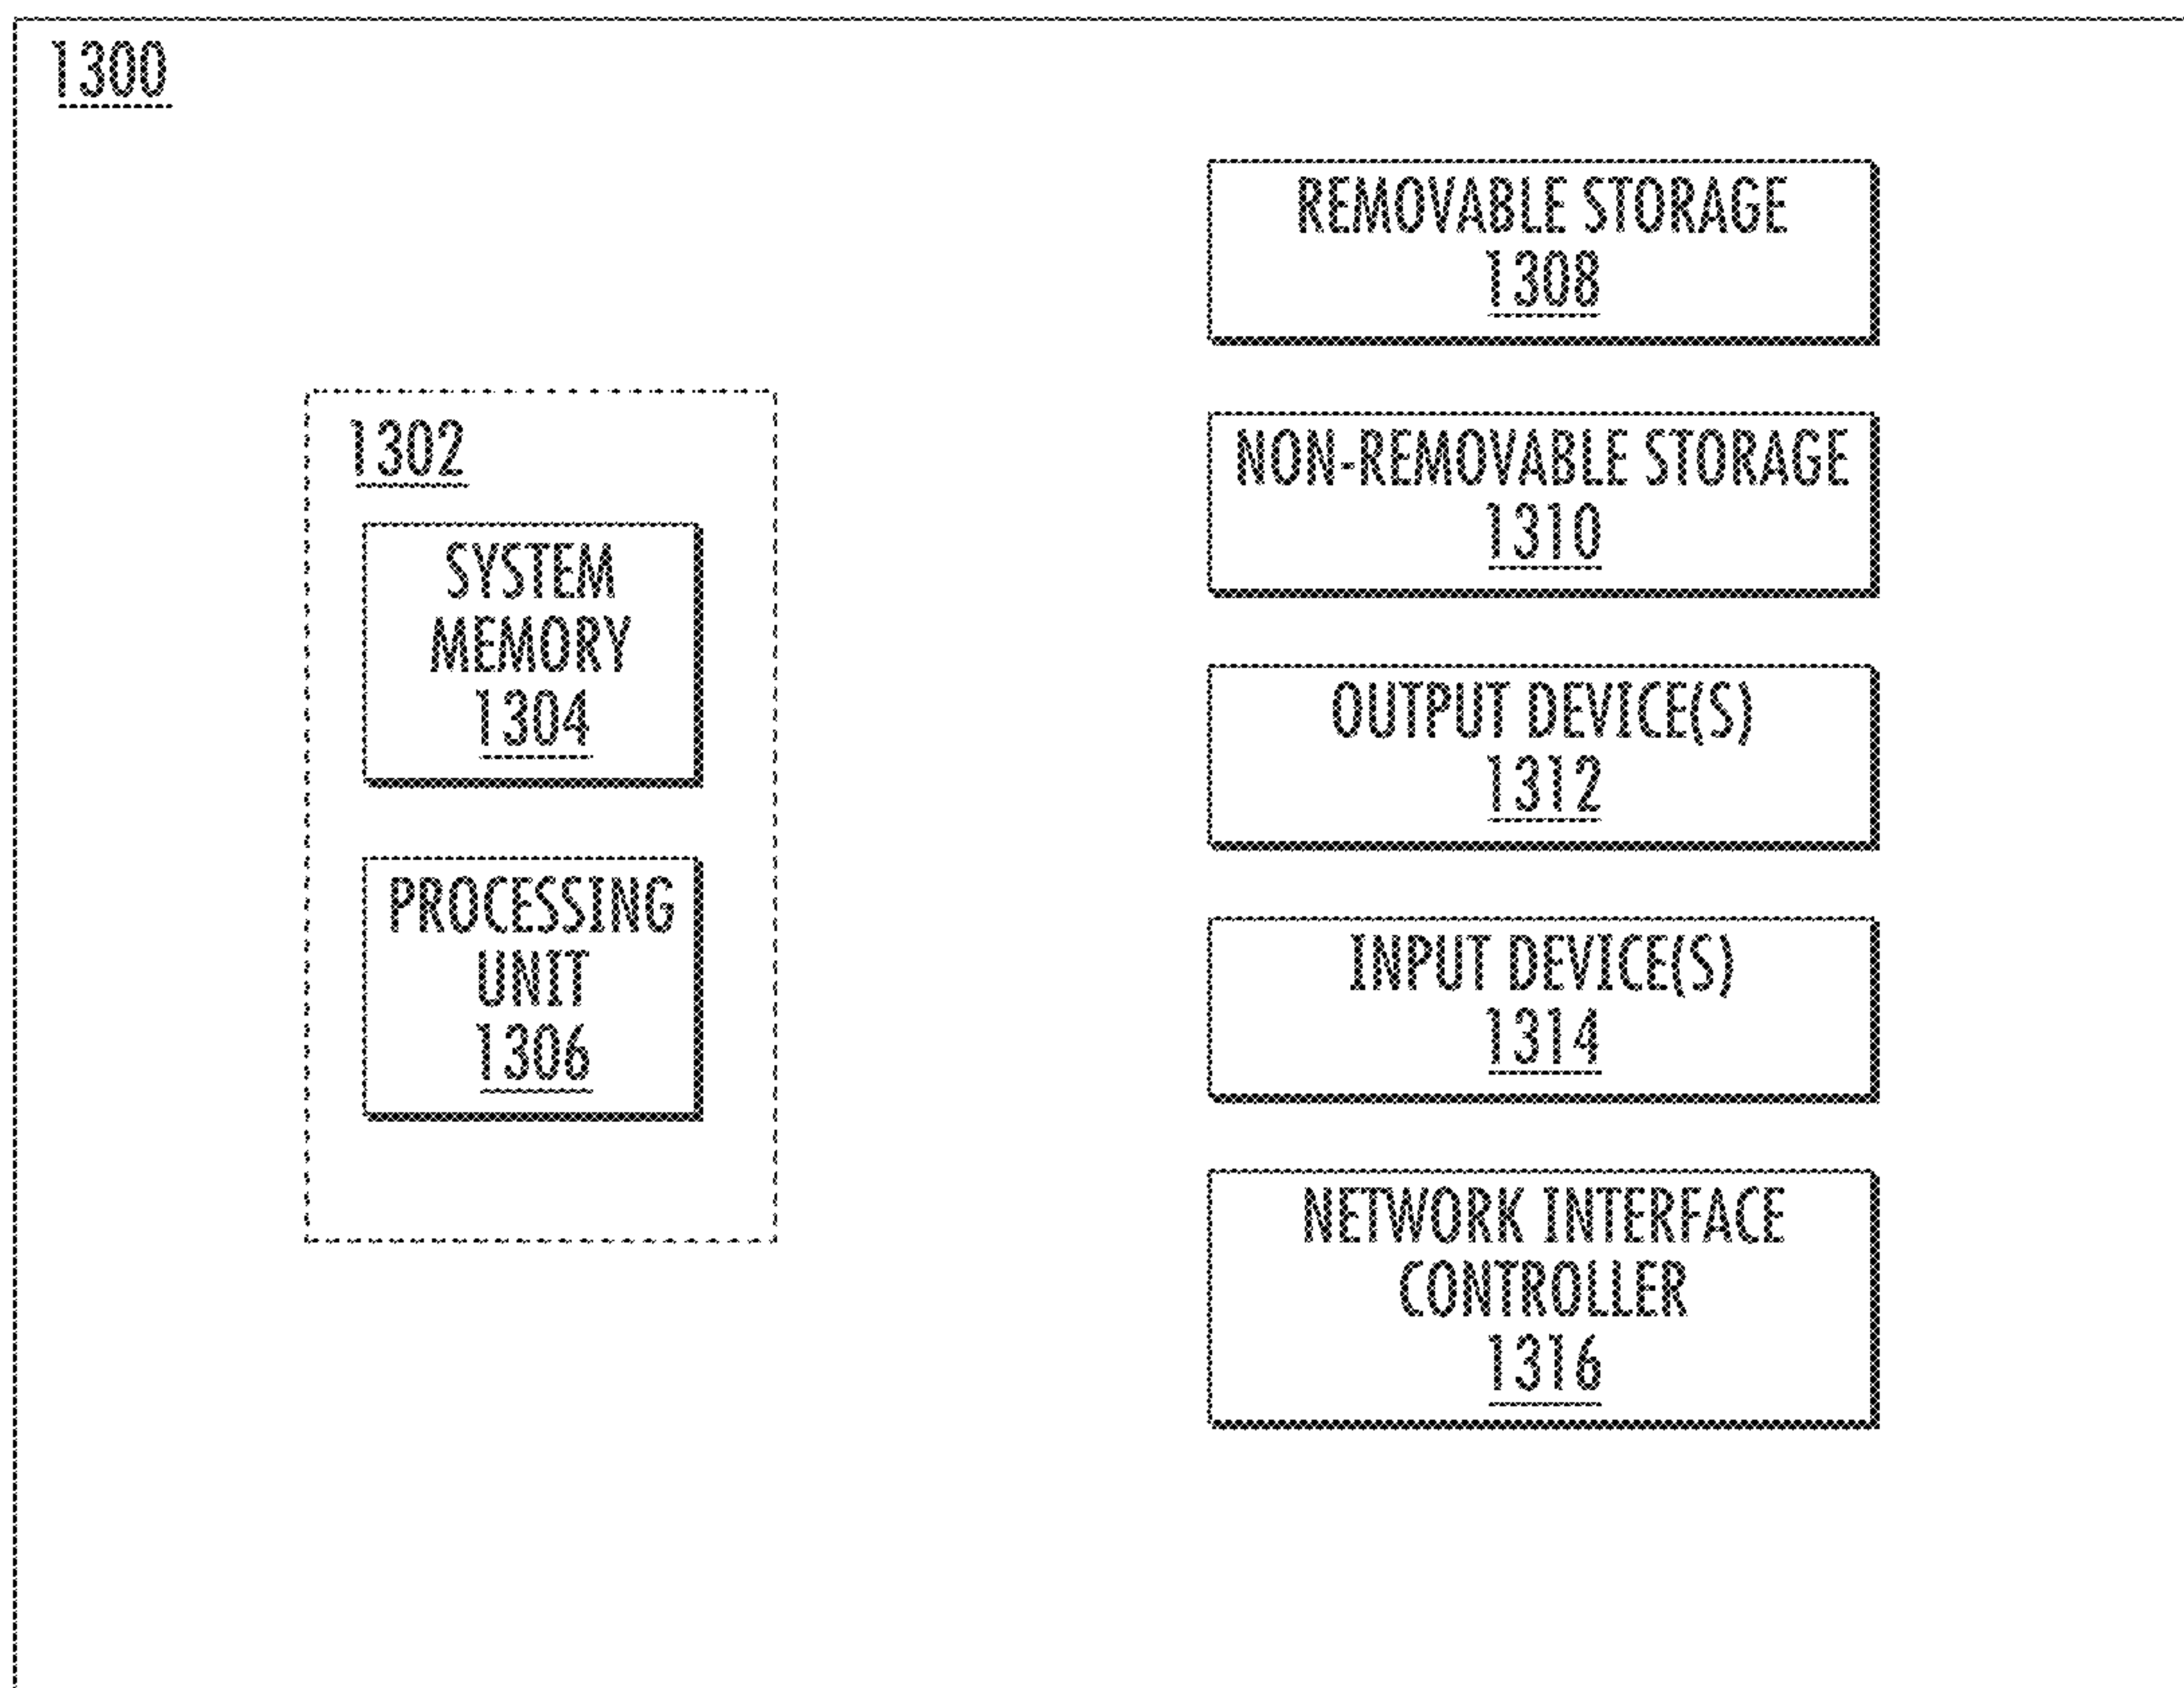 1300
1302
SYSTEM
MEMORY
1304
PROCESSING
UNIT
1306
REMOVABLE STORAGE
1308
NON-REMOVABLE STORAGE
1310
OUTPUT DEVICE(S)
1312
INPUT DEVICE(S)
1314
NETWORK INTERFACE
CONTROLLER
1316